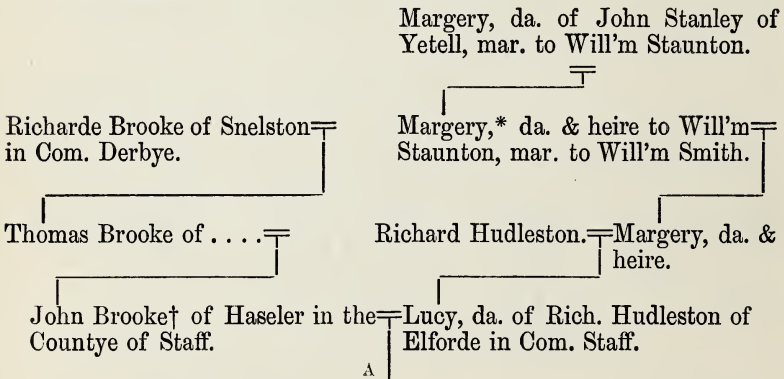 Margery, da. of John Stanley of
Yetell, mar. to Will'm Staunton.
Richarde Brooke of Snelston
in Com. Derbye.
Margery,* da. & heire to Will'm
Staunton, mar. to Will'm Smith.
Thomas Brooke of . . . .
Richard Hudleston.
Margery, da. &
heire.
John Brooke† of Haseler in the
Countye of Staff.
Lucy, da. of Rich. Hudleston of
Elforde in Com. Staff.
A